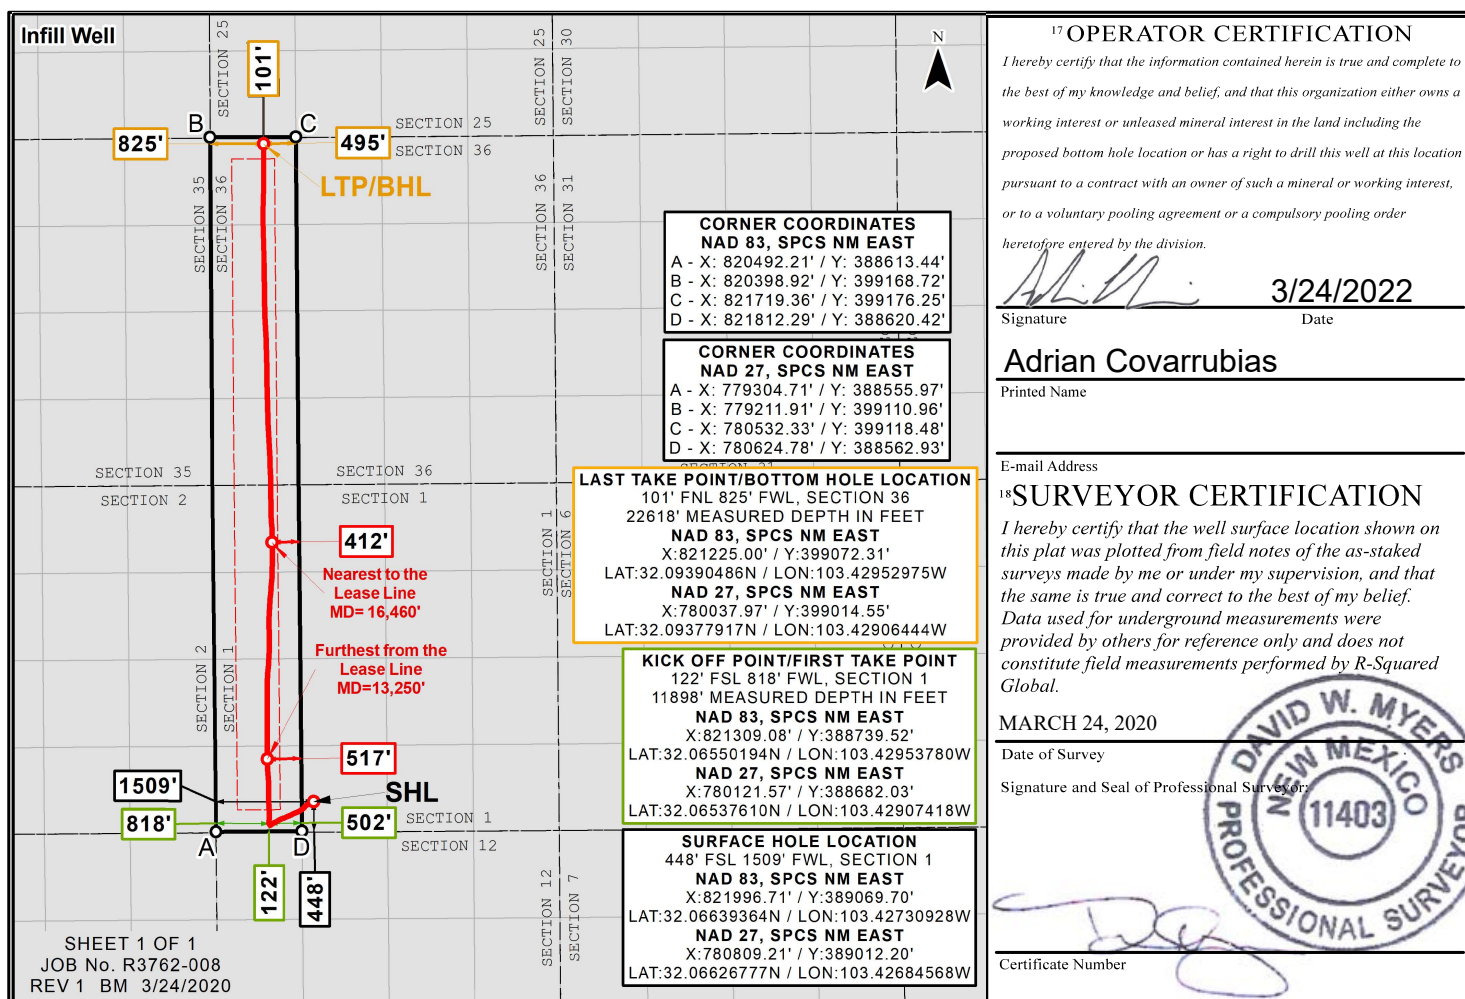 Infill Well
SECTION 25
101'
SECTION 25
SECTION 30
N
B
C
SECTION 25
825'
495'
SECTION 36
LTP/BHL
SECTION 35
SECTION 36
SECTION 36
SECTION 31
CORNER COORDINATES
NAD 83, SPCS NM EAST
A - X: 820492.21' / Y: 388613.44'
B - X: 820398.92' / Y: 399168.72'
C - X: 821719.36' / Y: 399176.25'
D - X: 821812.29' / Y: 388620.42'
CORNER COORDINATES
NAD 27, SPCS NM EAST
A - X: 779304.71' / Y: 388555.97'
B - X: 779211.91' / Y: 399110.96'
C - X: 780532.33' / Y: 399118.48'
D - X: 780624.78' / Y: 388562.93'
SECTION 35
SECTION 36
SECTION 2
SECTION 1
SECTION 1
SECTION 6
LAST TAKE POINT/BOTTOM HOLE LOCATION
101' FNL 825' FWL, SECTION 36
22618' MEASURED DEPTH IN FEET
NAD 83, SPCS NM EAST
X:821225.00' / Y:399072.31'
LAT:32.09390486N / LON:103.42952975W
NAD 27, SPCS NM EAST
X:780037.97' / Y:399014.55'
LAT:32.09377917N / LON:103.42906444W
412'
Nearest to the
Lease Line
MD= 16,460'
Furthest from the
Lease Line
MD=13,250'
SECTION 2
SECTION 1
KICK OFF POINT/FIRST TAKE POINT
122' FSL 818' FWL, SECTION 1
11898' MEASURED DEPTH IN FEET
NAD 83, SPCS NM EAST
X:821309.08' / Y:388739.52'
LAT:32.06550194N / LON:103.42953780W
NAD 27, SPCS NM EAST
X:780121.57' / Y:388682.03'
LAT:32.06537610N / LON:103.42907418W
517'
1509'
SHL
818'
502'
SECTION 1
A
D
SECTION 12
122'
448'
SECTION 12
SECTION 7
SURFACE HOLE LOCATION
448' FSL 1509' FWL, SECTION 1
NAD 83, SPCS NM EAST
X:821996.71' / Y:389069.70'
LAT:32.06639364N / LON:103.42730928W
NAD 27, SPCS NM EAST
X:780809.21' / Y:389012.20'
LAT:32.06626777N / LON:103.42684568W
SHEET 1 OF 1
JOB No. R3762-008
REV 1 BM 3/24/2020
17 OPERATOR CERTIFICATION
I hereby certify that the information contained herein is true and complete to
the best of my knowledge and belief, and that this organization either owns a
working interest or unleased mineral interest in the land including the
proposed bottom hole location or has a right to drill this well at this location
pursuant to a contract with an owner of such a mineral or working interest,
or to a voluntary pooling agreement or a compulsory pooling order
heretofore entered by the division.
3/24/2022
Signature Date
Adrian Covarrubias
Printed Name
E-mail Address
18 SURVEYOR CERTIFICATION
I hereby certify that the well surface location shown on
this plat was plotted from field notes of the as-staked
surveys made by me or under my supervision, and that
the same is true and correct to the best of my belief.
Data used for underground measurements were
provided by others for reference only and does not
constitute field measurements performed by R-Squared
Global.
MARCH 24, 2020
Date of Survey
Signature and Seal of Professional Surveyor:
DAVID W. MYERS
NEW MEXICO
11403
PROFESSIONAL SURVEYOR
Certificate Number